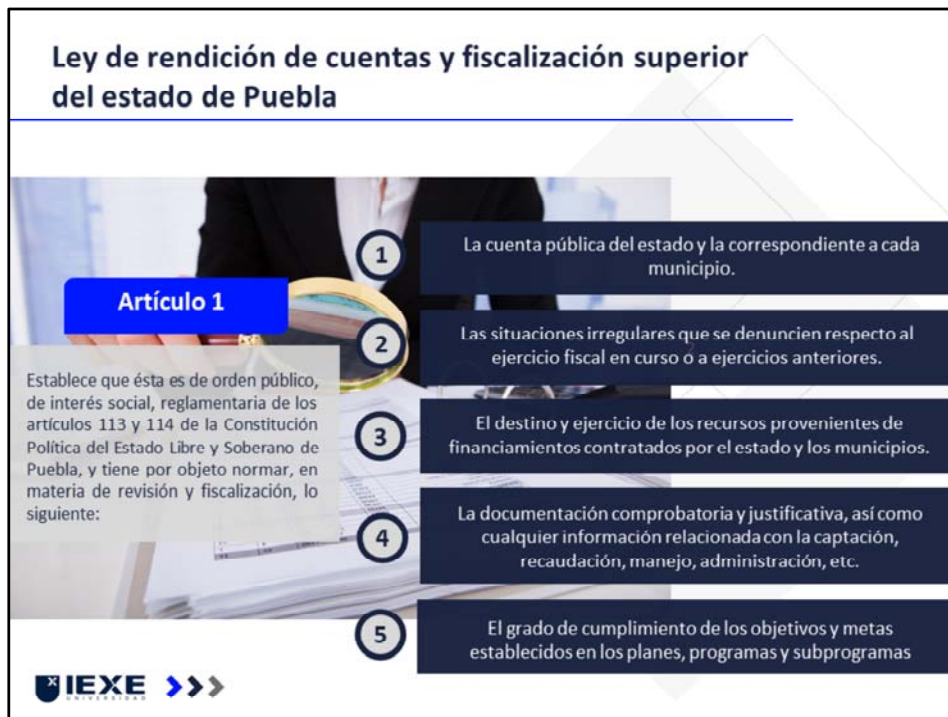 Ley de rendición de cuentas y fiscalización superior
del estado de Puebla
Artículo 1
Establece que ésta es de orden público,
de interés social, reglamentaria de los
artículos 113 y 114 de la Constitución
Política del Estado Libre y Soberano de
Puebla, y tiene por objeto normar, en
materia de revisión y fiscalización, lo
siguiente:
1
La cuenta pública del estado y la correspondiente a cada
municipio.
2
Las situaciones irregulares que se denuncien respecto al
ejercicio fiscal en curso o a ejercicios anteriores.
3
El destino y ejercicio de los recursos provenientes de
financiamientos contratados por el estado y los municipios.
4
La documentación comprobatoria y justificativa, así como
cualquier información relacionada con la captación,
recaudación, manejo, administración, etc.
5
El grado de cumplimiento de los objetivos y metas
establecidos en los planes, programas y subprogramas
IEXE
UNIVERSIDAD